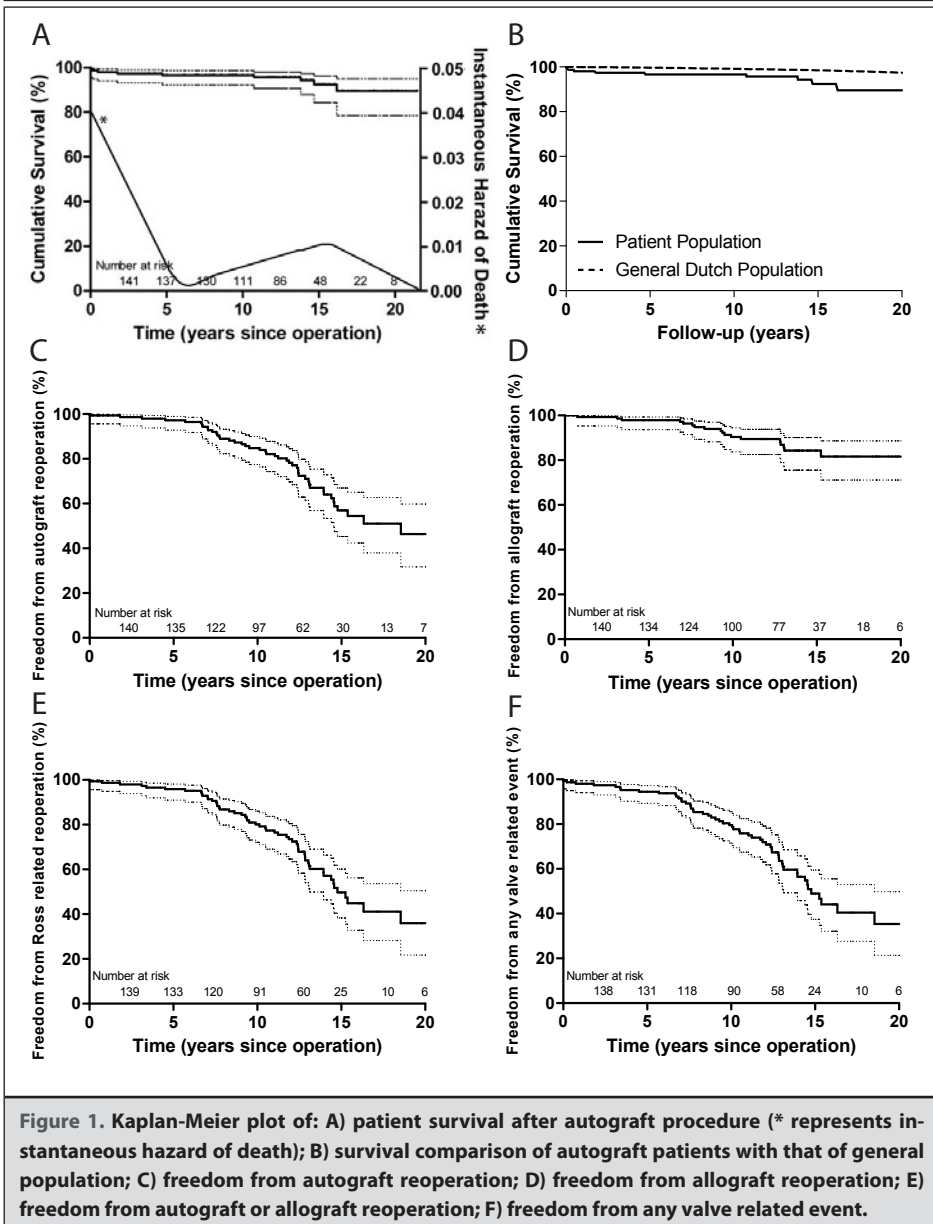 A
Cumulative Survival (%)
100
80
60
40
20
0
Number at risk
141 137 130 111 86 48 22 8
0 5 10 15 20
Time (years since operation)
0.05
0.04
0.03
0.02
0.01
0.00
Instantaneous Harazd of Death *
*
B
Cumulative Survival (%)
100
80
60
40
20
0
Patient Population
General Dutch Population
0 5 10 15 20
Follow-up (years)
C
Freedom from autograft reoperation (%)
100
80
60
40
20
0
Number at risk
140 135 122 97 62 30 13 7
0 5 10 15 20
Time (years since operation)
D
Freedom from allograft reoperation (%)
100
80
60
40
20
0
Number at risk
140 134 124 100 77 37 18 6
0 5 10 15 20
Time (years since operation)
E
Freedom from Ross related reoperation (%)
100
80
60
40
20
0
Number at risk
139 133 120 91 60 25 10 6
0 5 10 15 20
Time (years since operation)
F
Freedom from any valve related event (%)
100
80
60
40
20
0
Number at risk
138 131 118 90 58 24 10 6
0 5 10 15 20
Time (years since operation)
Figure 1. Kaplan-Meier plot of: A) patient survival after autograft procedure (* represents in-
stantaneous hazard of death); B) survival comparison of autograft patients with that of general
population; C) freedom from autograft reoperation; D) freedom from allograft reoperation; E)
freedom from autograft or allograft reoperation; F) freedom from any valve related event.